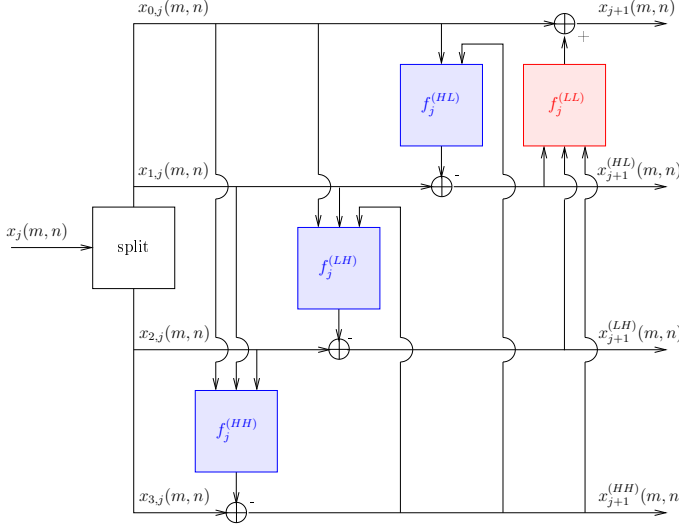 x_{0,j}(m, n) x_{j+1}(m, n)
+
f_j^{(HL)} f_j^{(LL)}
x_{1,j}(m, n) - x_{j+1}^{(HL)}(m, n)
x_j(m, n) split
f_j^{(LH)}
x_{2,j}(m, n) - x_{j+1}^{(LH)}(m, n)
f_j^{(HH)}
x_{3,j}(m, n) - x_{j+1}^{(HH)}(m, n